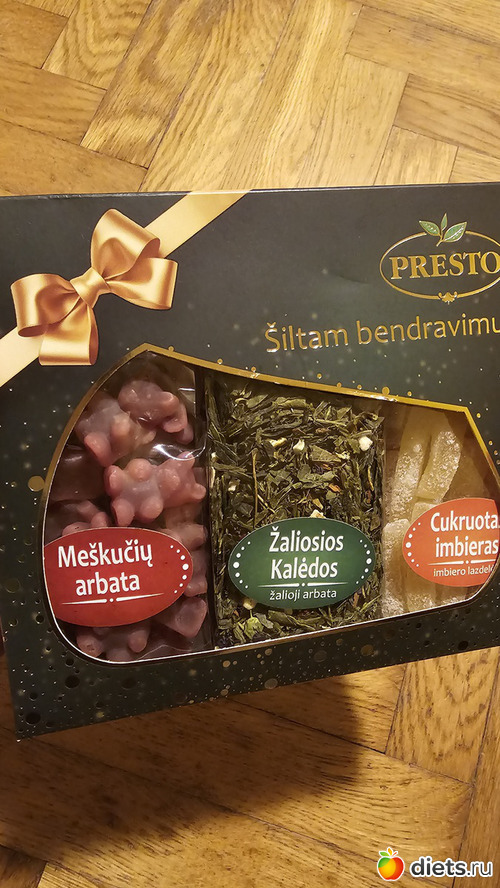 PRESTO
Šiltam bendravimu
Meškučių
arbata
Žaliosios
Kalėdos
žalioji arbata
Cukruota
imbieras
imbiero lazdel
diets.ru